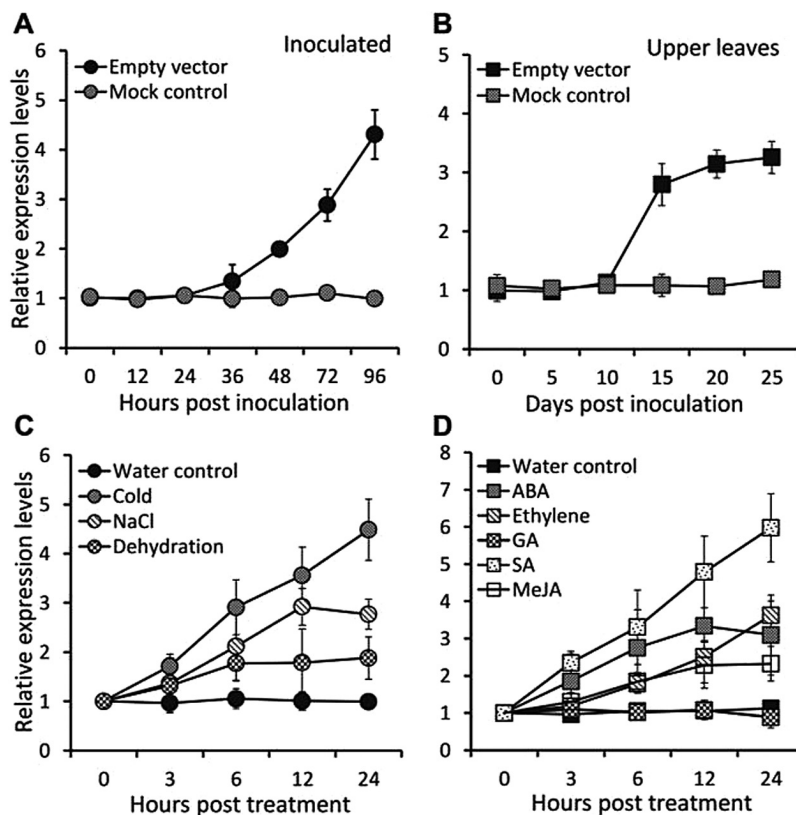 A
Inoculated
Empty vector
Mock control
Relative expression levels
6
5
4
3
2
1
0
0 12 24 36 48 72 96
Hours post inoculation
B
Upper leaves
Empty vector
Mock control
5
4
3
2
1
0
0 5 10 15 20 25
Days post inoculation
C
Water control
Cold
NaCl
Dehydration
Relative expression levels
6
5
4
3
2
1
0
0 3 6 12 24
Hours post treatment
D
Water control
ABA
Ethylene
GA
SA
MeJA
8
7
6
5
4
3
2
1
0
0 3 6 12 24
Hours post treatment